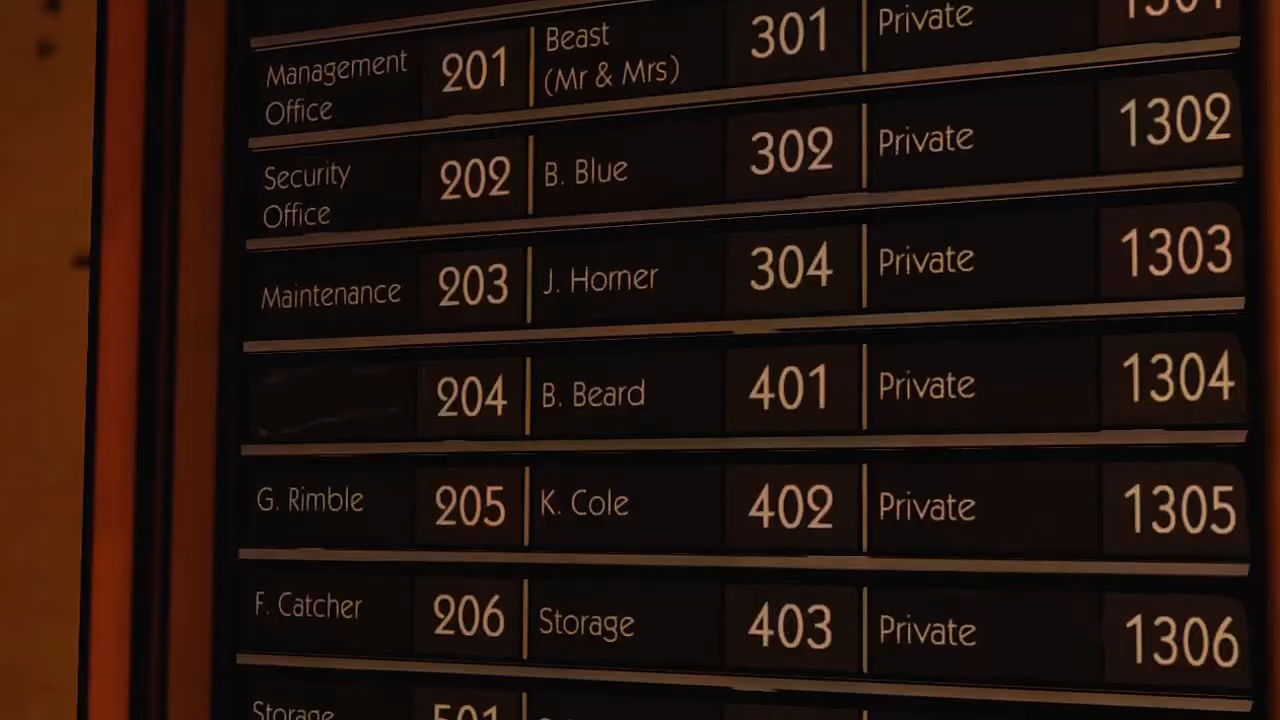 Management
Office
201
Beast
(Mr & Mrs)
301
Private
1301
Security
Office
202
B. Blue
302
Private
1302
Maintenance
203
J. Horner
304
Private
1303
204
B. Beard
401
Private
1304
G. Rimble
205
K. Cole
402
Private
1305
F. Catcher
206
Storage
403
Private
1306
Storage
501